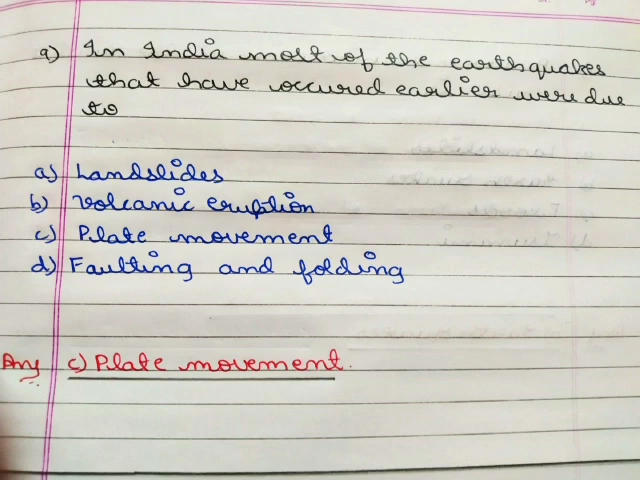 q) In India most of the earthquakes
that have occured earlier were due
to
a) Landslides
b) Volcanic eruption
c) Plate movement
d) Faulting and folding
Ans c) Plate movement.